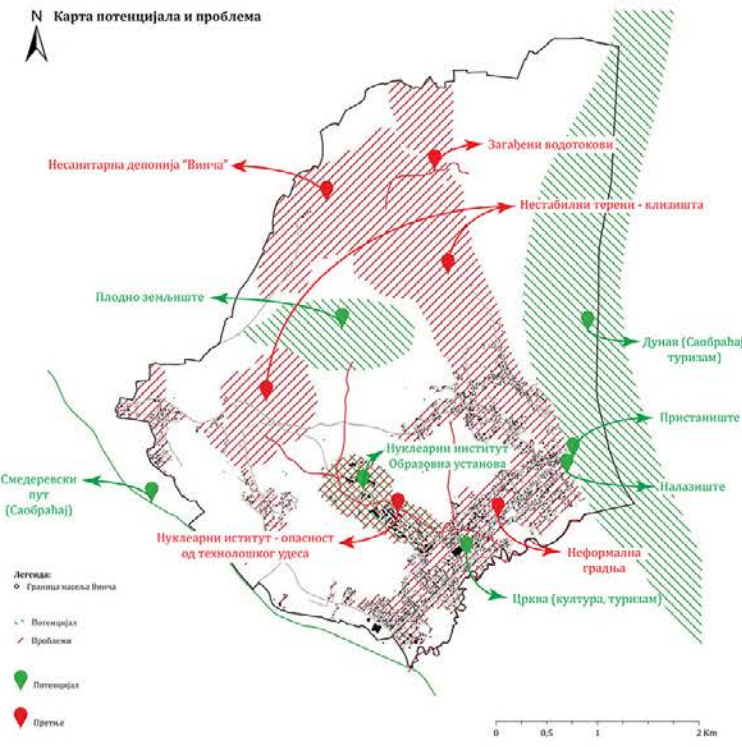 N
Карта потенцијала и проблема
Загађени водотокови
Несанитарна депонија "Винча"
Нестабилни терени - клизишта
Плодно земљиште
Дунав (Саобраћај
туризам)
Пристаниште
Нуклеарни институт
Образовна установа
Налазиште
Смедеревски
пут
(Саобраћај)
Нуклеарни иститут - опасност
од технолошког удеса
Неформална
градња
Црква (култура, туризам)
Легенда:
Граница насеља Винча
Потенцијал
Проблеми
Потенцијал
Претње
0 0,5 1 2 Km